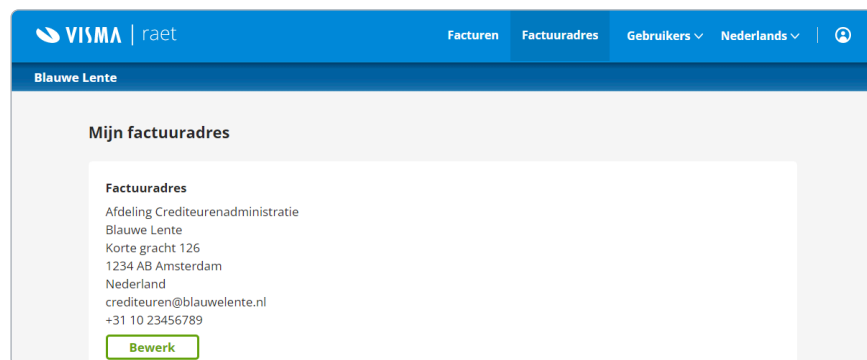 VISMA | raet
Facturen Factuuradres Gebruikers Nederlands
Blauwe Lente
Mijn factuuradres
Factuuradres
Afdeling Crediteurenadministratie
Blauwe Lente
Korte gracht 126
1234 AB Amsterdam
Nederland
crediteuren@blauwelente.nl
+31 10 23456789
Bewerk